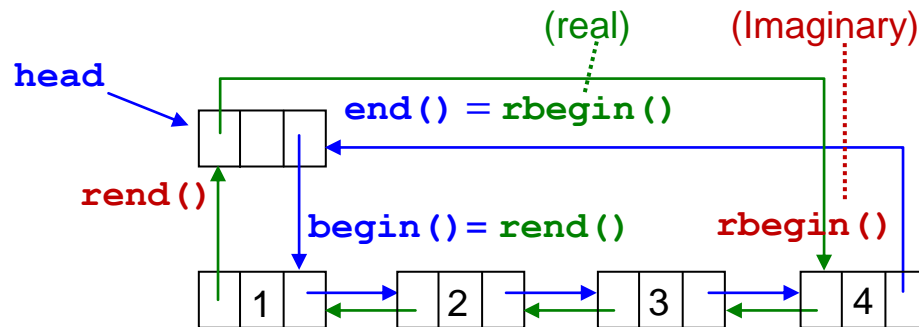 (real) (Imaginary)
head
end() = rbegin()
rend()
begin()= rend() rbegin()
1 2 3 4